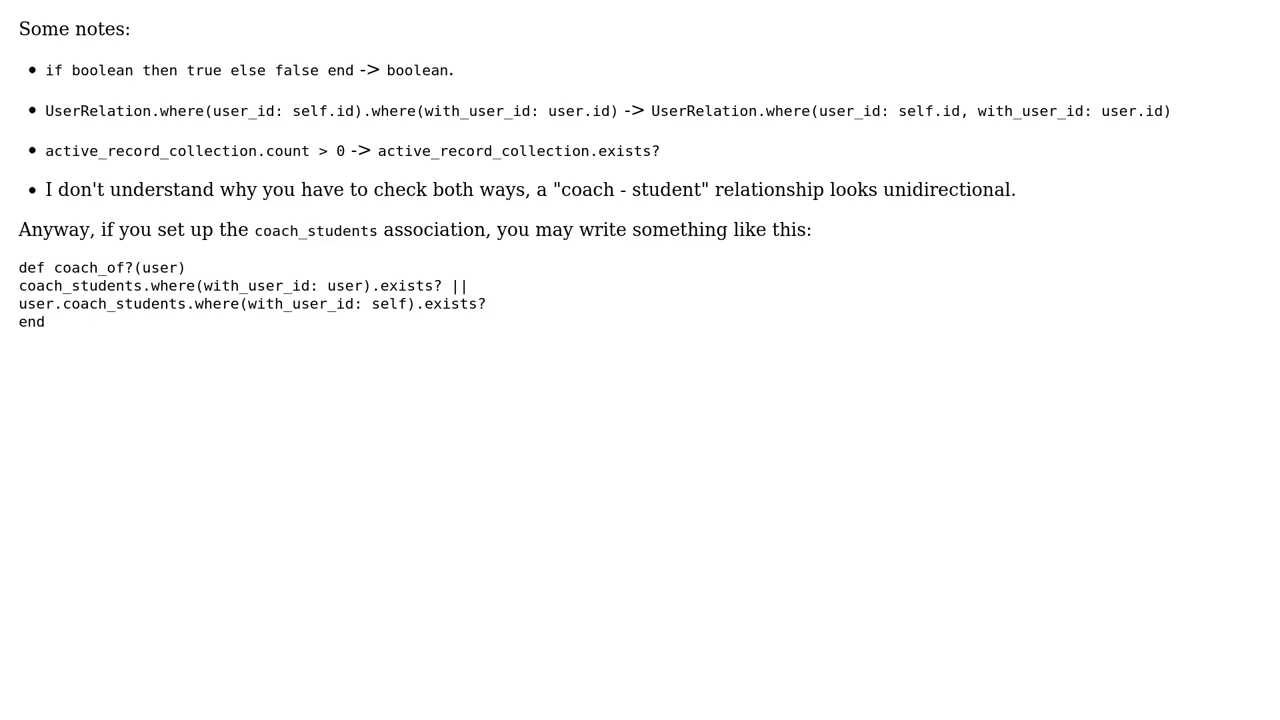 Some notes:
• if boolean then true else false end -> boolean.
• UserRelation.where(user_id: self.id).where(with_user_id: user.id) -> UserRelation.where(user_id: self.id, with_user_id: user.id)
• active_record_collection.count > 0 -> active_record_collection.exists?
• I don't understand why you have to check both ways, a "coach - student" relationship looks unidirectional.
Anyway, if you set up the coach_students association, you may write something like this:
def coach_of?(user)
coach_students.where(with_user_id: user).exists? ||
user.coach_students.where(with_user_id: self).exists?
end